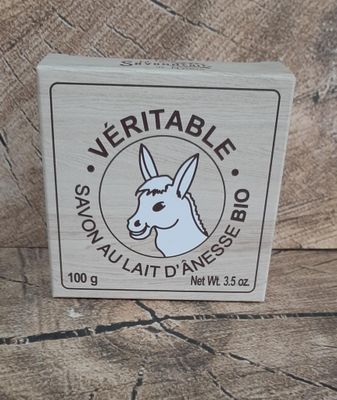 • VÉRITABLE •
SAVON AU LAIT D'ÂNESSE BIO
100 g
Net Wt. 3.5 oz.